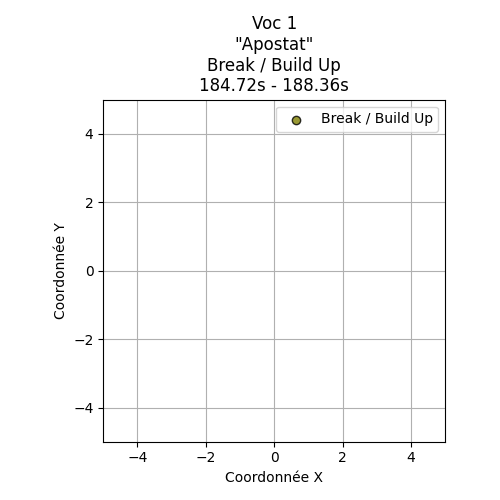 Voc 1
"Apostat"
Break / Build Up
184.72s - 188.36s
Break / Build Up
4
2
0
−2
−4
Coordonnée Y
−4 −2 0 2 4
Coordonnée X